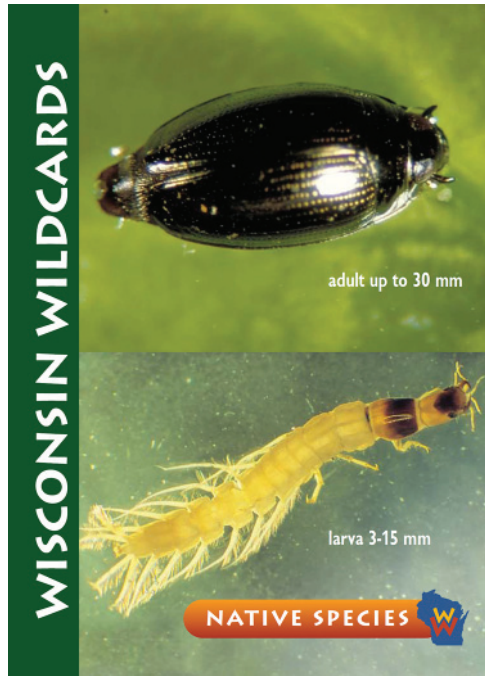 WISCONSIN WILDCARDS
adult up to 30 mm
larva 3-15 mm
NATIVE SPECIES
W
W